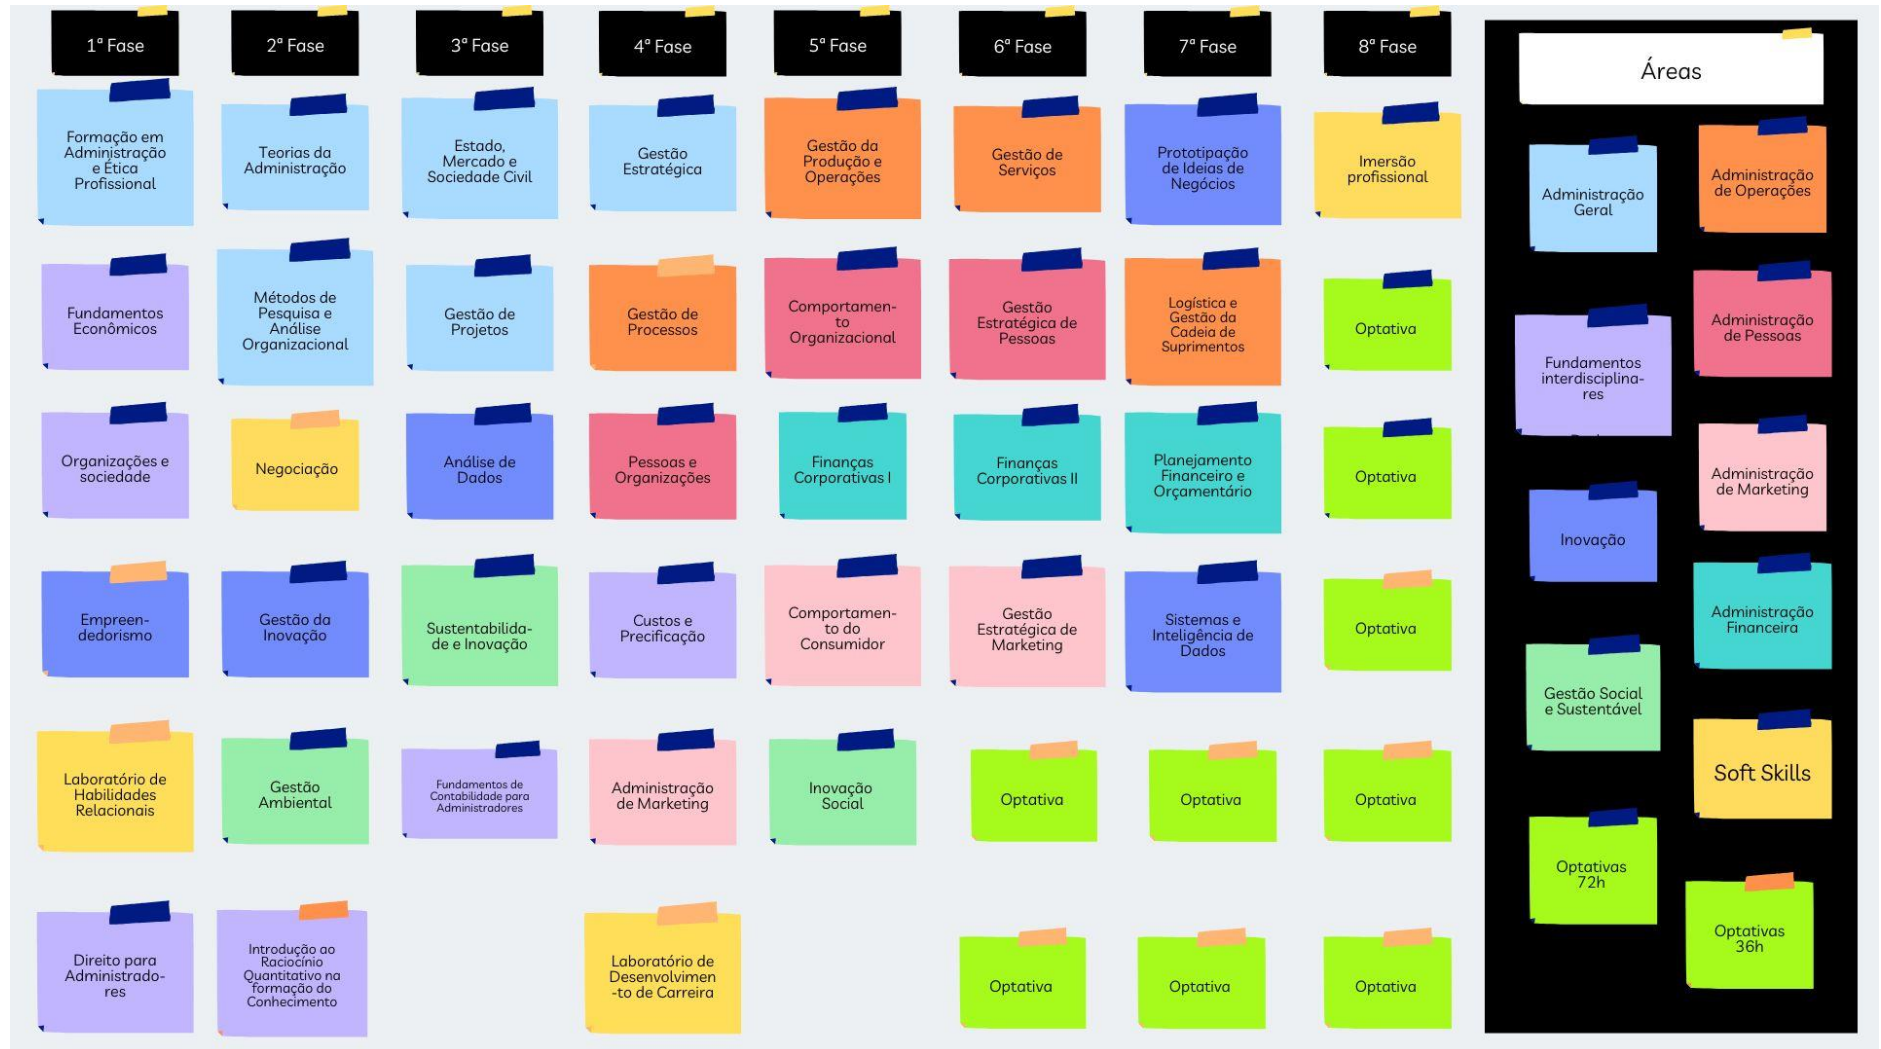 1ª Fase
2ª Fase
3ª Fase
4ª Fase
5ª Fase
6ª Fase
7ª Fase
8ª Fase
Formação em
Administração
e Ética
Profissional
Teorias da
Administração
Estado,
Mercado e
Sociedade Civil
Gestão
Estratégica
Gestão da
Produção e
Operações
Gestão de
Serviços
Prototipação
de Ideias de
Negócios
Imersão
profissional
Fundamentos
Econômicos
Métodos de
Pesquisa e
Análise
Organizacional
Gestão de
Projetos
Gestão de
Processos
Comportamen-
to
Organizacional
Gestão
Estratégica de
Pessoas
Logística e
Gestão da
Cadeia de
Suprimentos
Optativa
Organizações e
sociedade
Negociação
Análise de
Dados
Pessoas e
Organizações
Finanças
Corporativas I
Finanças
Corporativas II
Planejamento
Financeiro e
Orçamentário
Optativa
Empreen-
dedorismo
Gestão da
Inovação
Sustentabilida-
de e Inovação
Custos e
Precificação
Comportamen-
to do
Consumidor
Gestão
Estratégica de
Marketing
Sistemas e
Inteligência de
Dados
Optativa
Laboratório de
Habilidades
Relacionais
Gestão
Ambiental
Fundamentos de
Contabilidade para
Administradores
Administração
de Marketing
Inovação
Social
Optativa
Optativa
Optativa
Direito para
Administrado-
res
Introdução ao
Raciocínio
Quantitativo na
formação do
Conhecimento
Laboratório de
Desenvolvimen
-to de Carreira
Optativa
Optativa
Optativa
Áreas
Administração
Geral
Administração
de Operações
Fundamentos
interdisciplina-
res
Administração
de Pessoas
Inovação
Administração
de Marketing
Gestão Social
e Sustentável
Administração
Financeira
Optativas
72h
Soft Skills
Optativas
36h